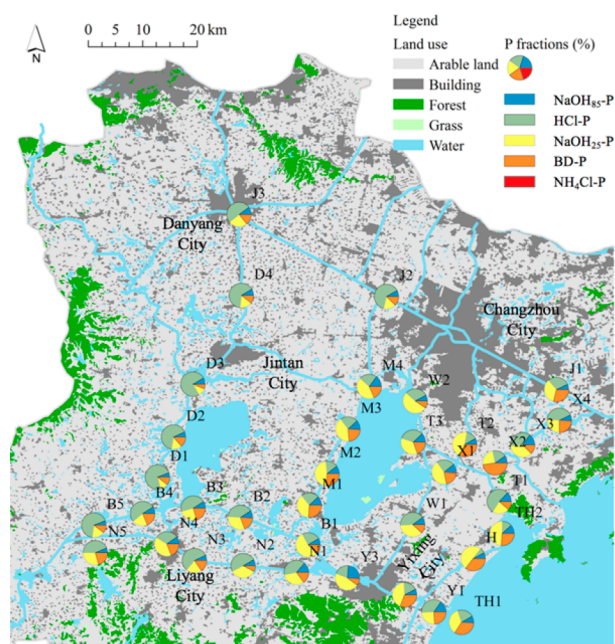 Legend
0 5 10 20 km
Land use
P fractions (%)
N
Arable land
Building
Forest
Grass
Water
NaOH85-P
HCl-P
NaOH25-P
BD-P
NH4Cl-P
J3
Danyang
City
D4
J2
Changzhou
City
D3
Jintan
City
M4
J1
W2
X4
M3
D2
T3
T2
X3
D1
M2
X1
X2
B4
M1
T1
B5
B3
B2
W1
TH2
N5
N4
B1
N3
N2
N1
H
Liyang
City
Y3
Yixing
City
Y1
TH1